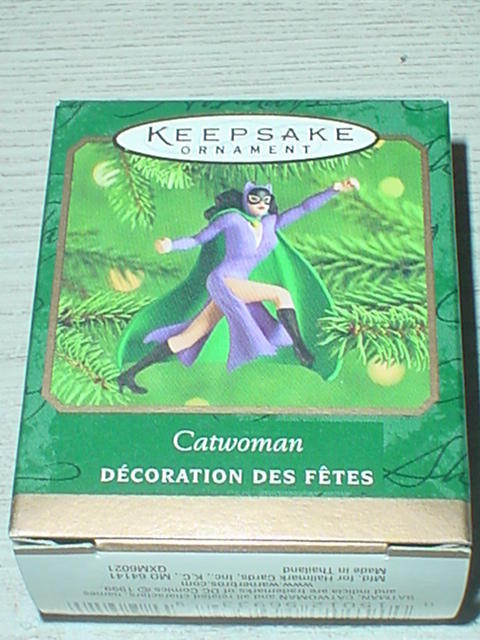 KEEPSAKE
ORNAMENT
Catwoman
DÉCORATION DES FÊTES
BATMAN, CATWOMAN and all related characters, names,
and indicia are trademarks of DC Comics © 1999
www.warnerbros.com
Mfg. for Hallmark Cards, Inc., K.C., MO 64141
Made in Thailand QXM6021